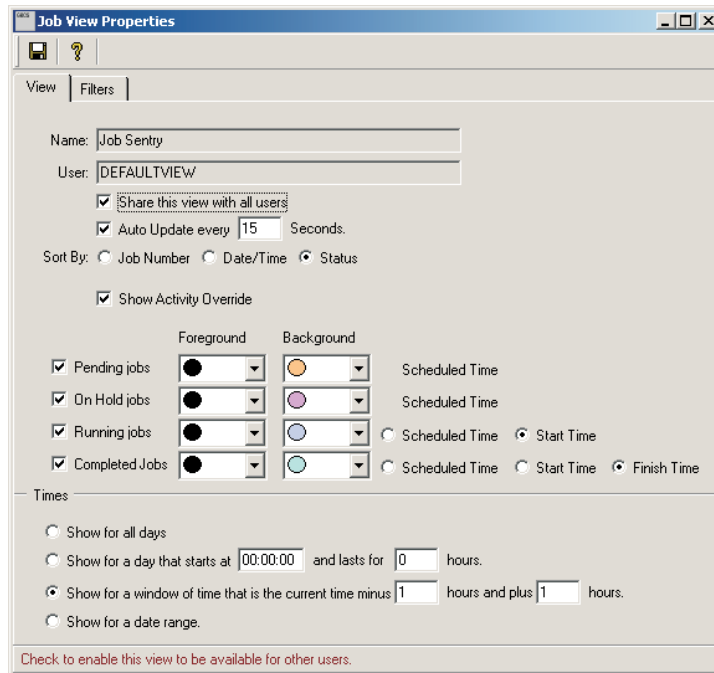 Job View Properties
View Filters
Name: Job Sentry
User: DEFAULTVIEW
Share this view with all users
Auto Update every 15 Seconds.
Sort By: Job Number Date/Time Status
Show Activity Override
Foreground Background
Pending jobs Scheduled Time
On Hold jobs Scheduled Time
Running jobs Scheduled Time Start Time
Completed Jobs Scheduled Time Start Time Finish Time
Times
Show for all days
Show for a day that starts at 00:00:00 and lasts for 0 hours.
Show for a window of time that is the current time minus 1 hours and plus 1 hours.
Show for a date range.
Check to enable this view to be available for other users.